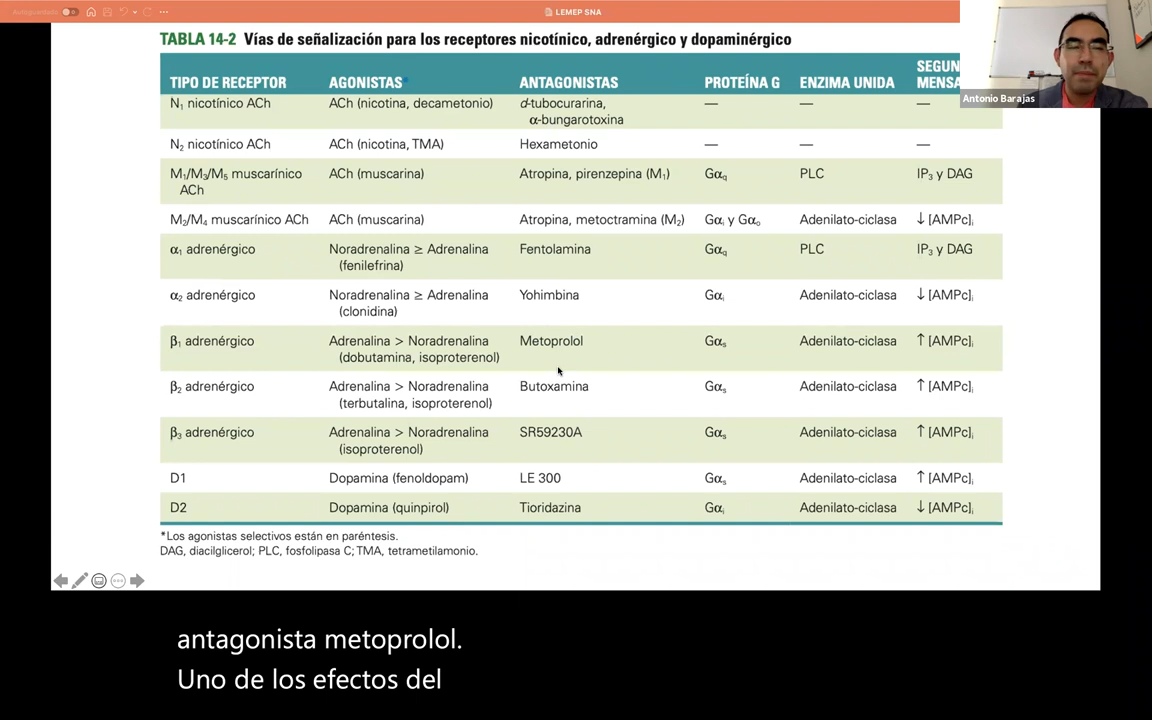 LEMEP SNA
TABLA 14-2 Vías de señalización para los receptores nicotínico, adrenérgico y dopaminérgico
TIPO DE RECEPTOR AGONISTAS* ANTAGONISTAS PROTEÍNA G ENZIMA UNIDA
N₁ nicotínico ACh ACh (nicotina, decametonio) d-tubocurarina, — — —
α-bungarotoxina
N₂ nicotínico ACh ACh (nicotina, TMA) Hexametonio — — —
M₁/M₃/M₅ muscarínico ACh (muscarina) Atropina, pirenzepina (M₁) Gα_q PLC IP₃ y DAG
ACh
M₂/M₄ muscarínico ACh ACh (muscarina) Atropina, metoctramina (M₂) Gαᵢ y Gαₒ Adenilato-ciclasa ↓ [AMPc]ᵢ
α₁ adrenérgico Noradrenalina ≥ Adrenalina Fentolamina Gα_q PLC IP₃ y DAG
(fenilefrina)
α₂ adrenérgico Noradrenalina ≥ Adrenalina Yohimbina Gαᵢ Adenilato-ciclasa ↓ [AMPc]ᵢ
(clonidina)
β₁ adrenérgico Adrenalina > Noradrenalina Metoprolol Gαₛ Adenilato-ciclasa ↑ [AMPc]ᵢ
(dobutamina, isoproterenol)
β₂ adrenérgico Adrenalina > Noradrenalina Butoxamina Gαₛ Adenilato-ciclasa ↑ [AMPc]ᵢ
(terbutalina, isoproterenol)
β₃ adrenérgico Adrenalina > Noradrenalina SR59230A Gαₛ Adenilato-ciclasa ↑ [AMPc]ᵢ
(isoproterenol)
D1 Dopamina (fenoldopam) LE 300 Gαₛ Adenilato-ciclasa ↑ [AMPc]ᵢ
D2 Dopamina (quinpirol) Tioridazina Gαᵢ Adenilato-ciclasa ↓ [AMPc]ᵢ
*Los agonistas selectivos están en paréntesis.
DAG, diacilglicerol; PLC, fosfolipasa C; TMA, tetrametilamonio.
Antonio Barajas
antagonista metoprolol.
Uno de los efectos del